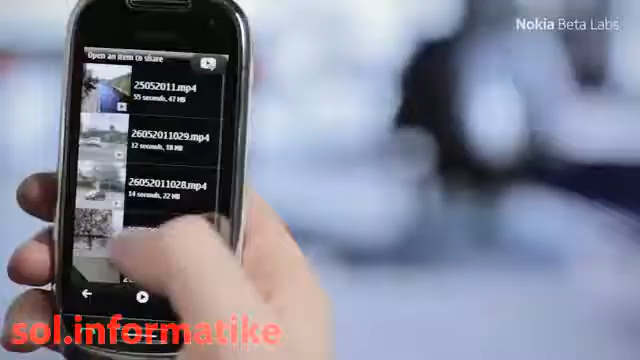 Nokia Beta Labs
Open an item to share
25052011.mp4
55 seconds, 47 MB
26052011029.mp4
12 seconds, 18 MB
26052011028.mp4
14 seconds, 22 MB
sol.informatike